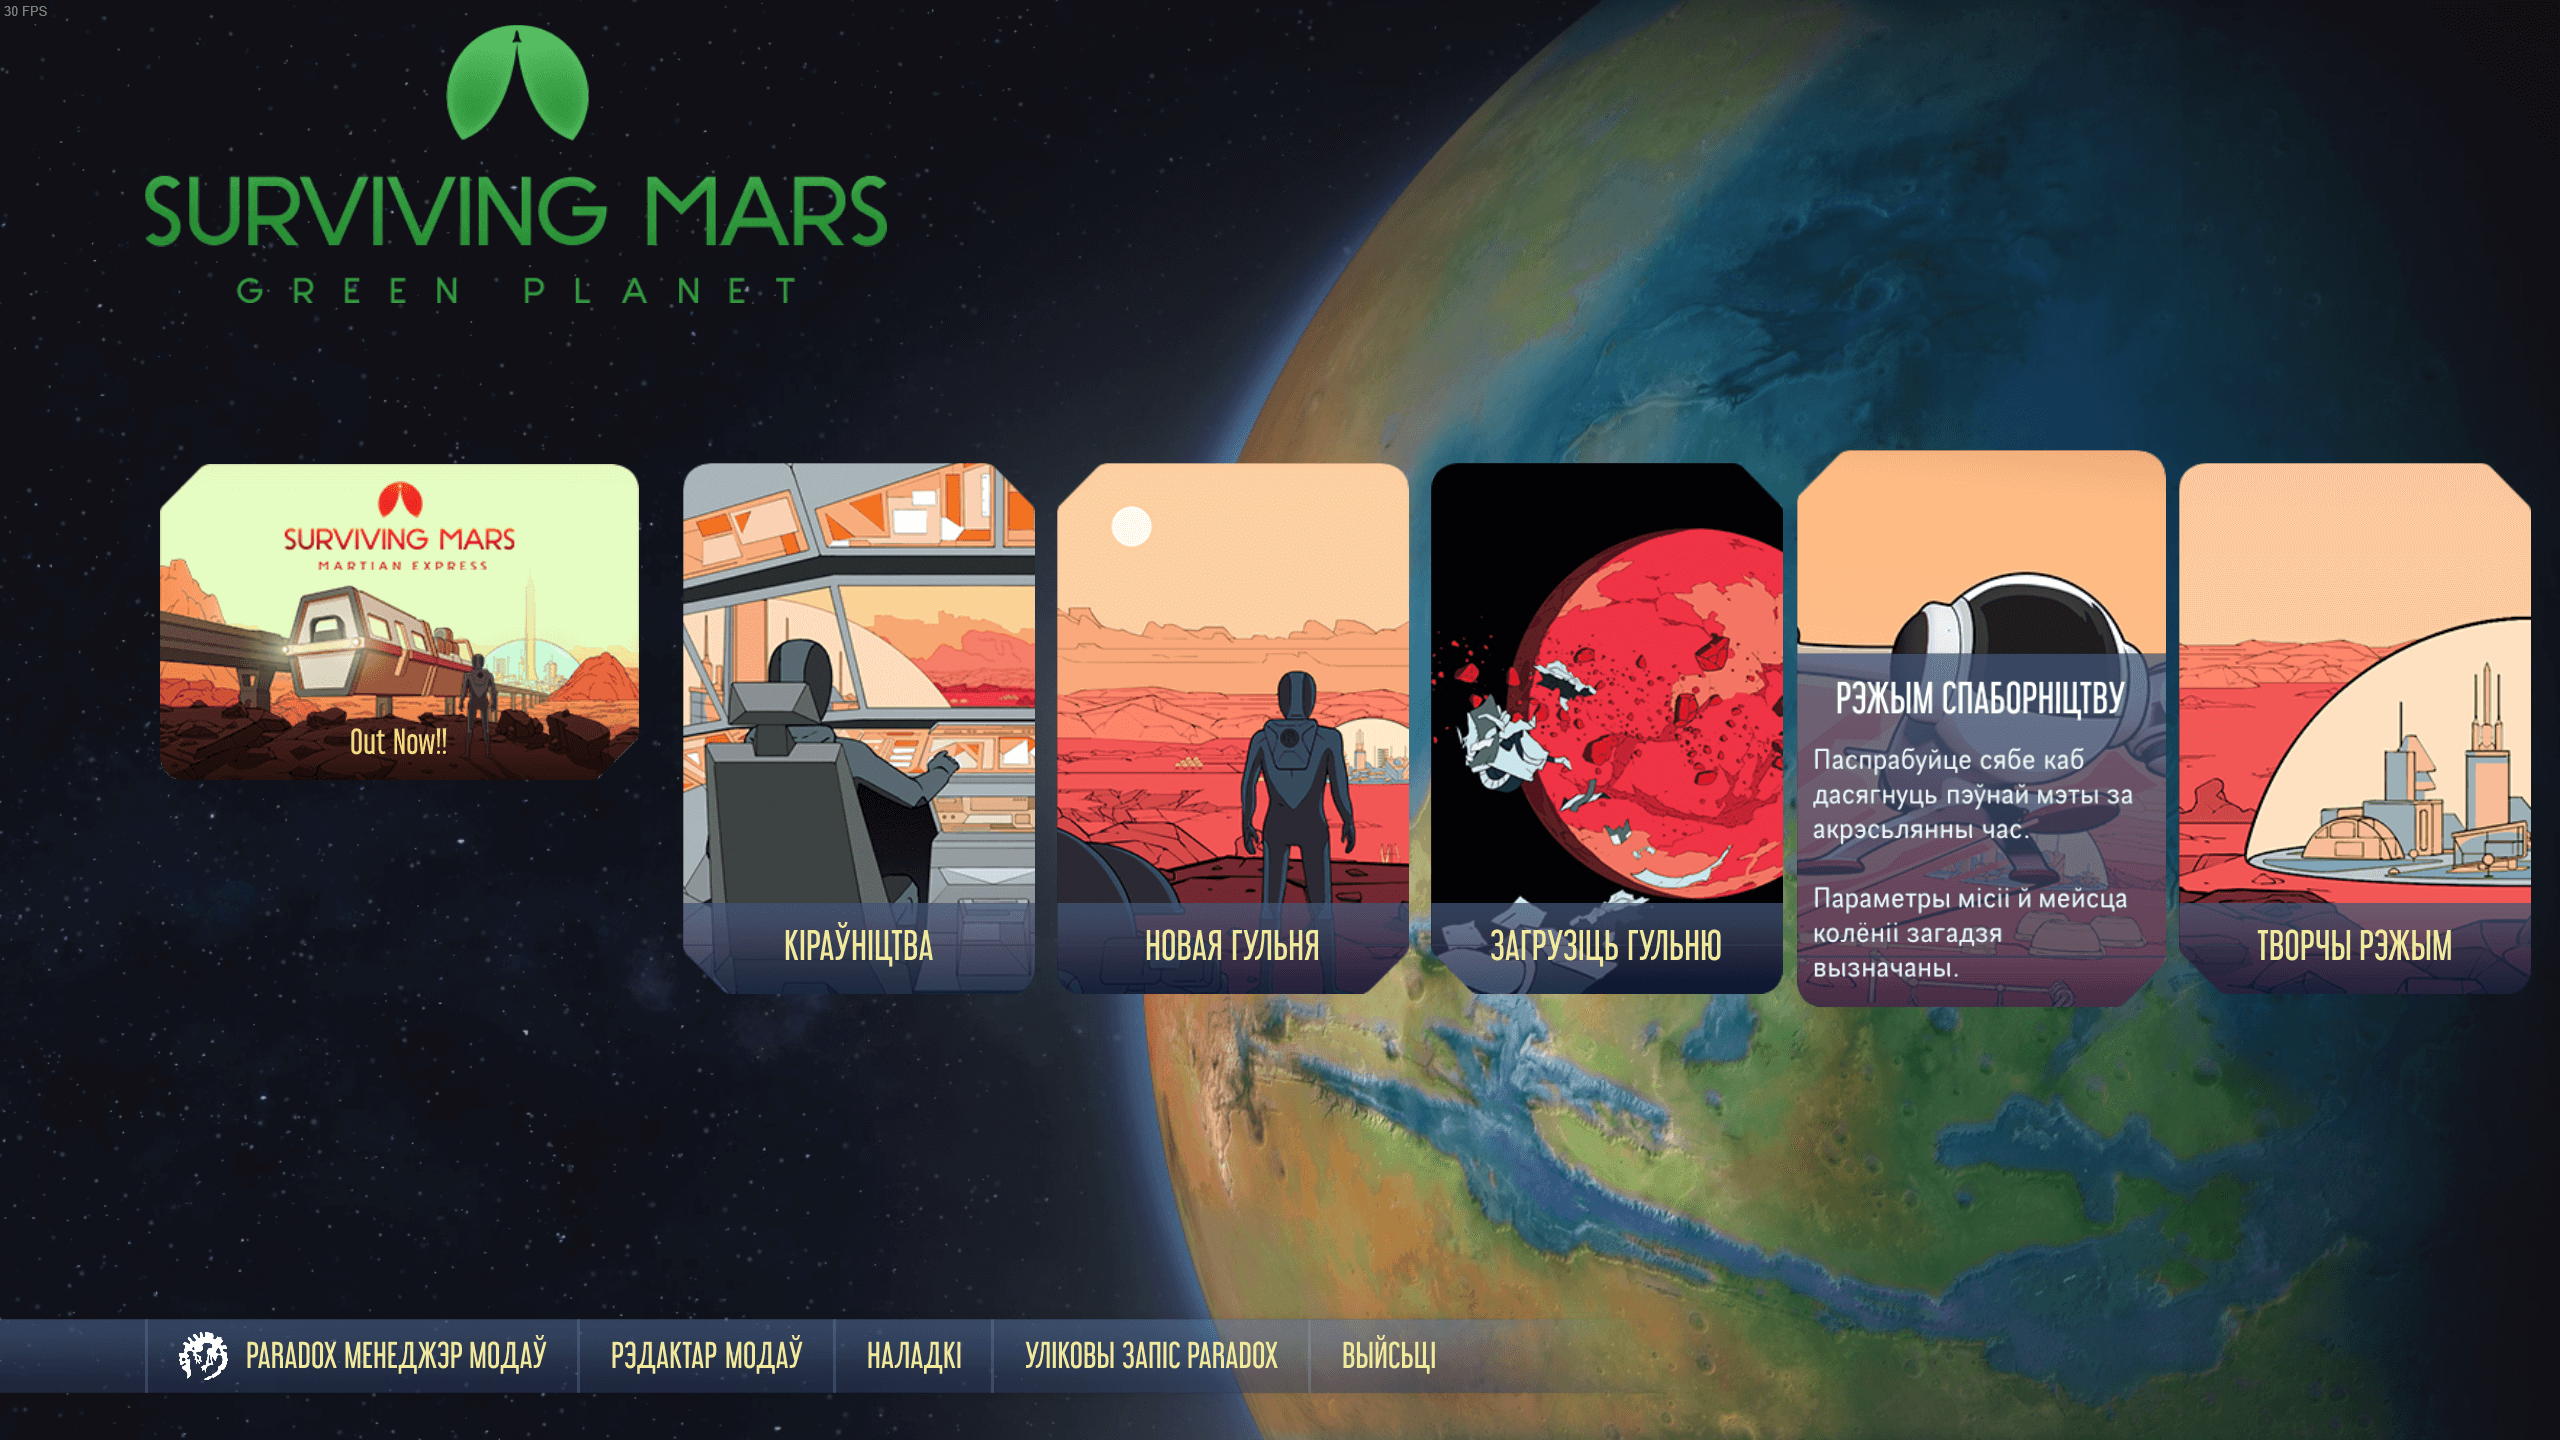 30 FPS
SURVIVING MARS
GREEN PLANET
SURVIVING MARS
MARTIAN EXPRESS
Out Now!!
КІРАЎНІЦТВА
НОВАЯ ГУЛЬНЯ
ЗАГРУЗІЦЬ ГУЛЬНЮ
РЭЖЫМ СПАБОРНІЦТВУ
Паспрабуйце сябе каб
дасягнуць пэўнай мэты за
акрэсьлянны час.
Параметры місіі й мейсца
колёніі загадзя
вызначаны.
ТВОРЧЫ РЭЖЫМ
PARADOX МЕНЕДЖЭР МОДАЎ
РЭДАКТАР МОДАЎ
НАЛАДКІ
УЛІКОВЫ ЗАПІС PARADOX
ВЫЙСЬЦІ